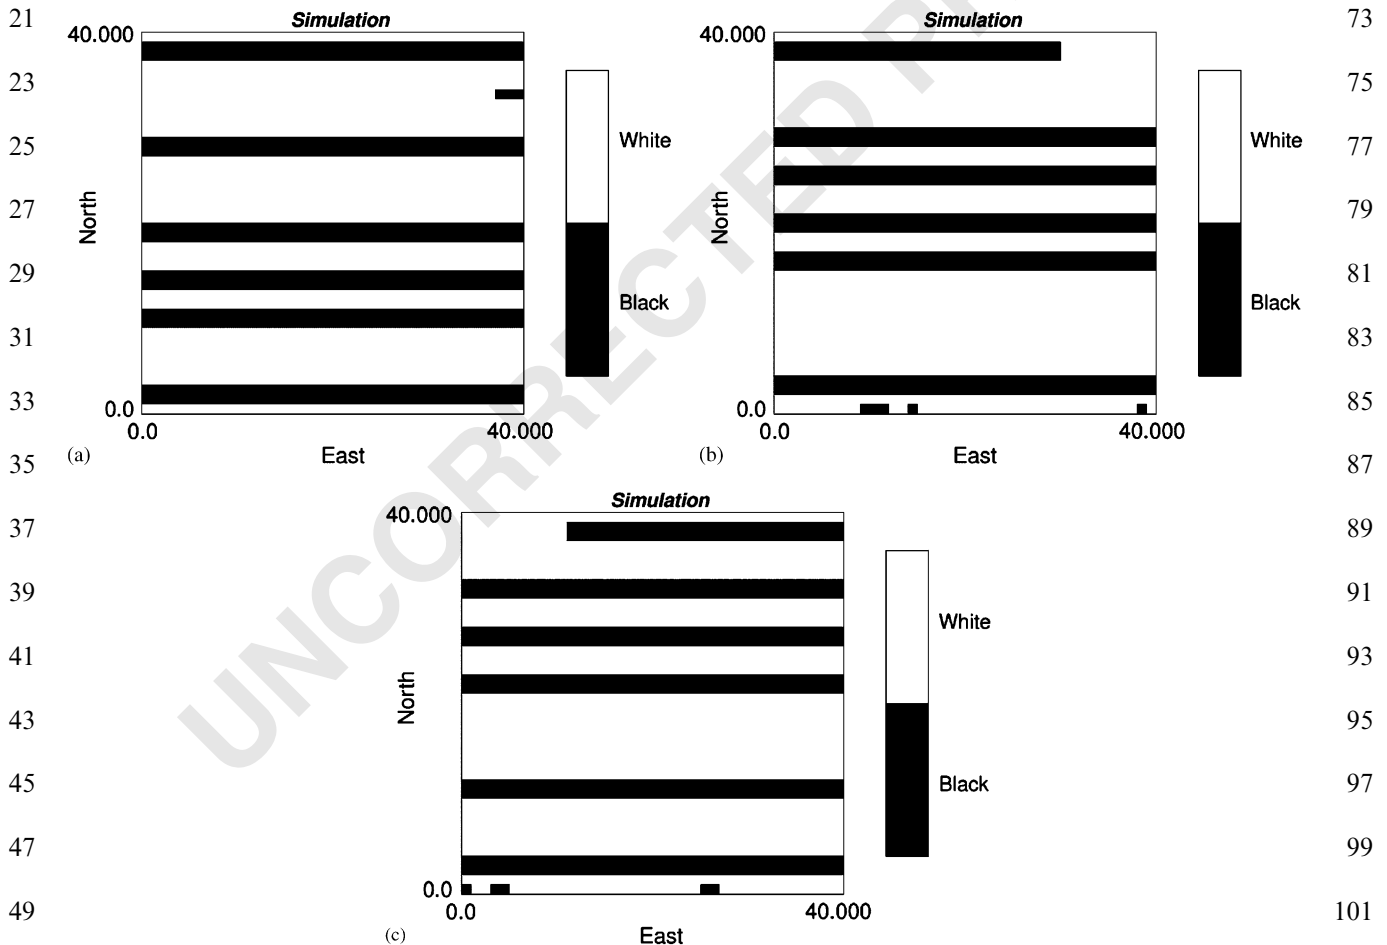 21
23
25
27
29
31
33
35
37
39
41
43
45
47
49
Simulation
40.000
North
0.0
0.0
40.000
East
White
Black
(a)
Simulation
40.000
North
0.0
0.0
40.000
East
White
Black
(b)
Simulation
40.000
North
0.0
0.0
40.000
East
White
Black
(c)
73
75
77
79
81
83
85
87
89
91
93
95
97
99
101
UNCORRECTED